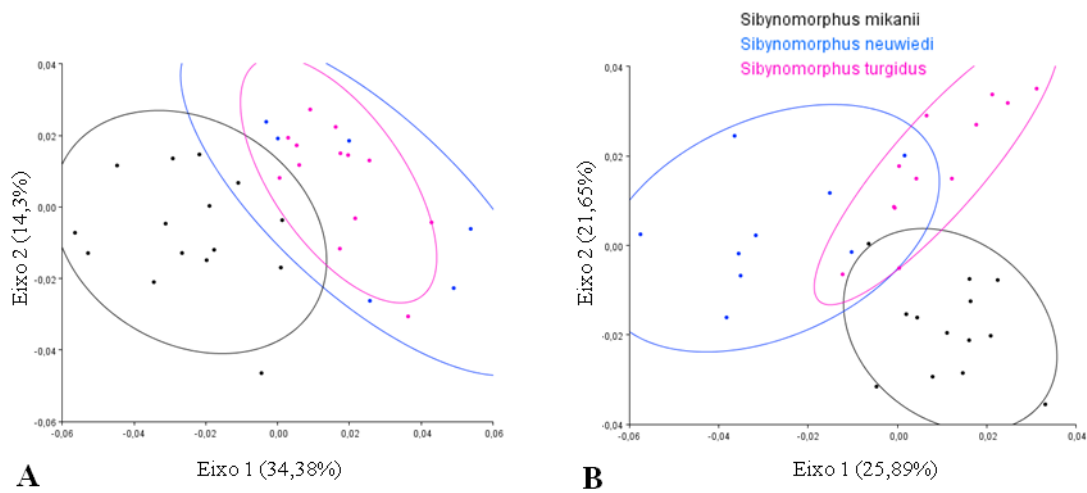 Sibynomorphus mikanii
Sibynomorphus neuwiedi
Sibynomorphus turgidus
0,04
0,02
0,00
-0,02
-0,04
-0,06
-0,06
-0,04
-0,02
0,00
0,02
0,04
0,06
Eixo 2 (14,3%)
Eixo 1 (34,38%)
A
0,04
0,02
0,00
-0,02
-0,04
-0,06
-0,04
-0,02
0,00
0,02
0,04
Eixo 2 (21,65%)
Eixo 1 (25,89%)
B